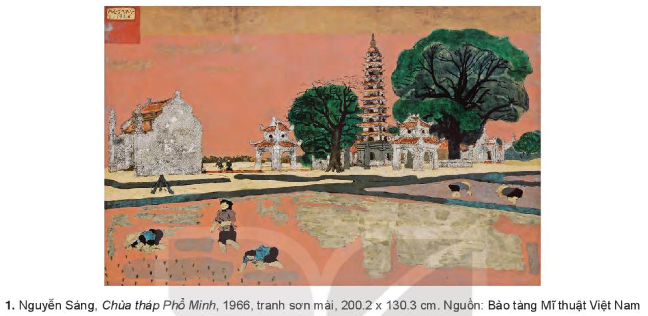 1. Nguyễn Sáng, Chùa tháp Phổ Minh, 1966, tranh sơn mài, 200.2 x 130.3 cm. Nguồn: Bảo tàng Mĩ thuật Việt Nam